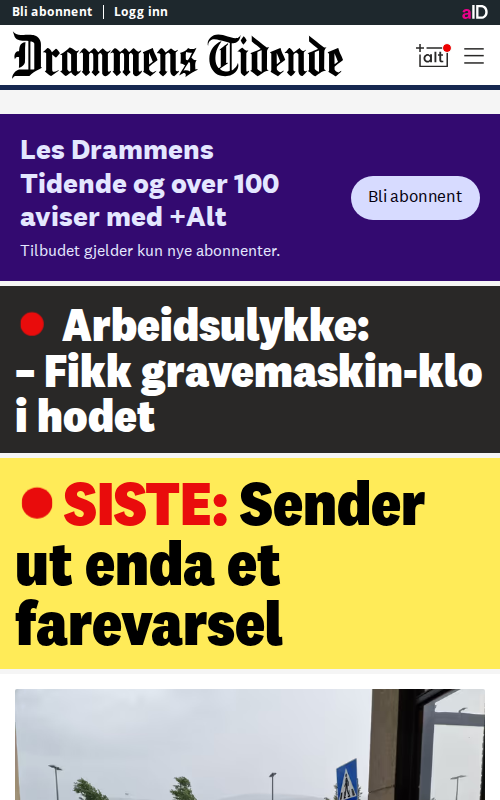 Bli abonnent | Logg inn
aID
Drammens Tidende
+alt
Les Drammens
Tidende og over 100
aviser med +Alt
Tilbudet gjelder kun nye abonnenter.
Bli abonnent
Arbeidsulykke:
– Fikk gravemaskin-klo
i hodet
SISTE: Sender
ut enda et
farevarsel